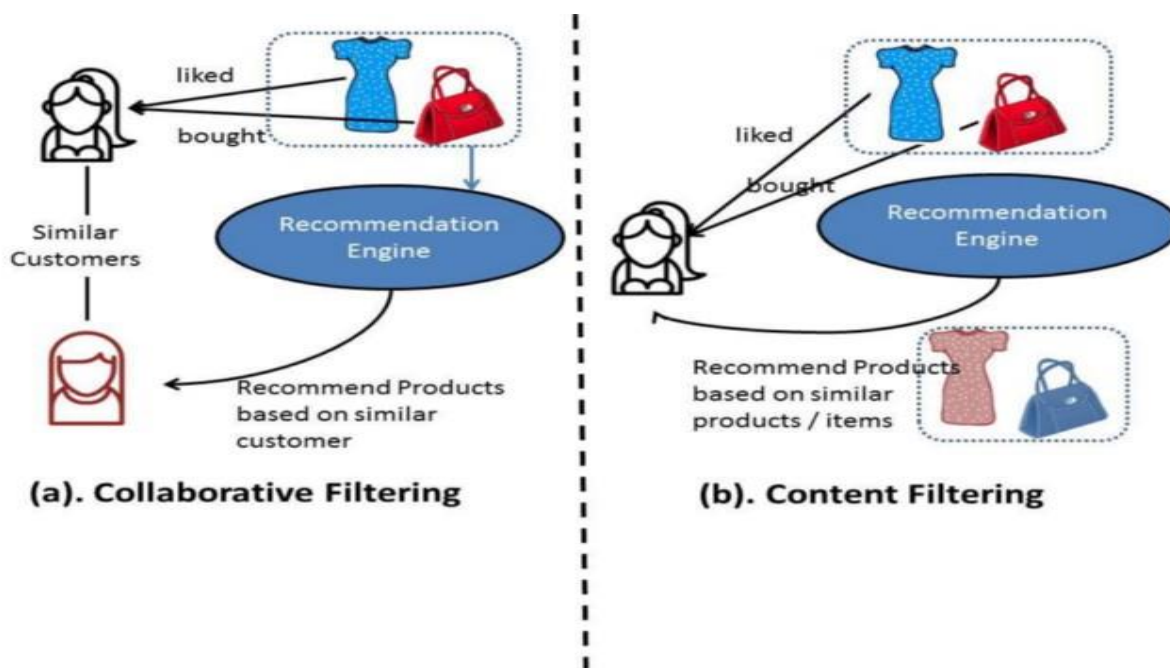 liked
bought
Recommendation
Engine
Similar
Customers
Recommend Products
based on similar
customer
(a). Collaborative Filtering
liked
bought
Recommendation
Engine
Recommend Products
based on similar
products / items
(b). Content Filtering